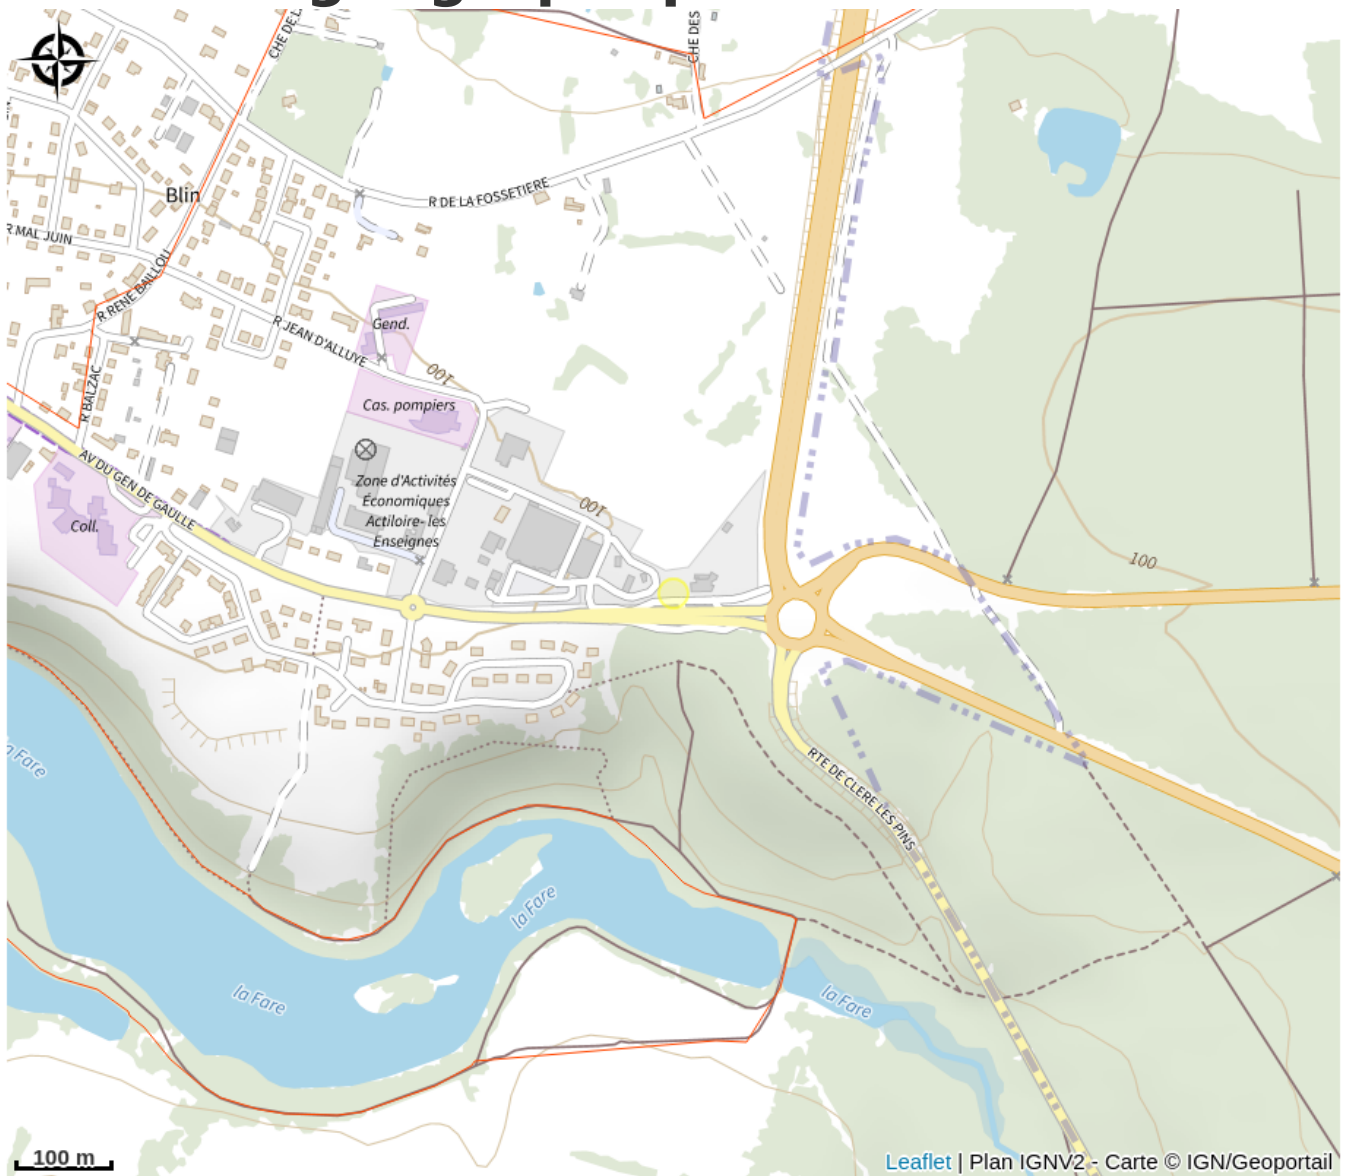 CHE DE L
CHE DES
Blin
R DE LA FOSSETIERE
R MAL JUIN
R RENE BAILLOU
R JEAN D'ALLUYE
Gend.
100
R BALZAC
Cas. pompiers
AV DU GEN DE GAULLE
Zone d'Activités
Économiques
Actiloire- les
Enseignes
100
Coll.
100
la Fare
RTE DE CLERE LES PINS
la Fare
la Fare
la Fare
100 m
Leaflet | Plan IGNV2 - Carte © IGN/Geoportail